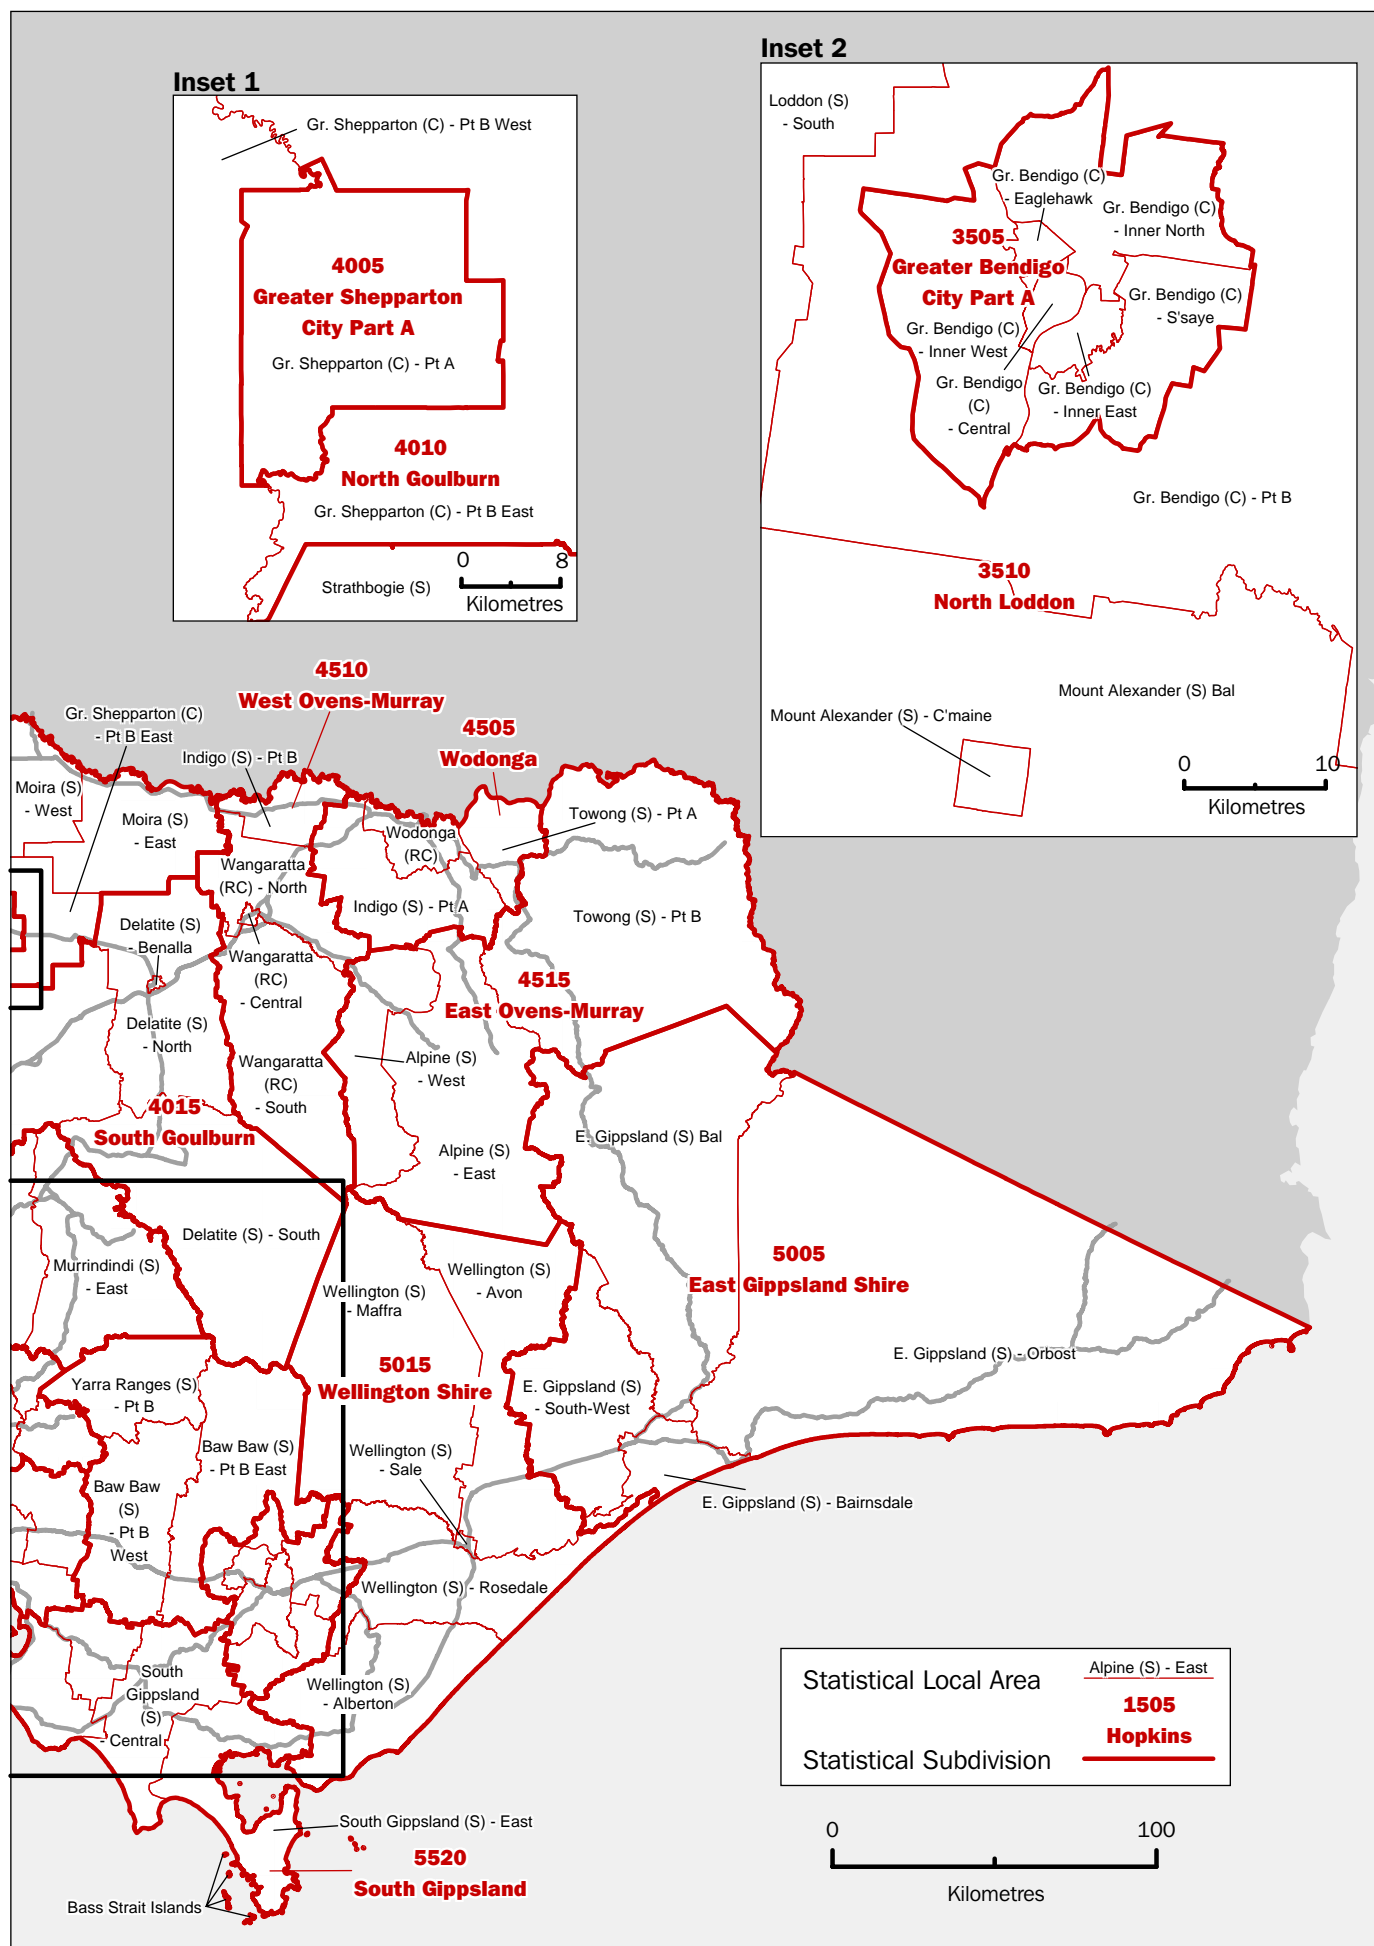 Inset 1
Gr. Shepparton (C) - Pt B West
4005
Greater Shepparton
City Part A
Gr. Shepparton (C) - Pt A
4010
North Goulburn
Gr. Shepparton (C) - Pt B East
Strathbogie (S)
0 8
Kilometres
Inset 2
Loddon (S)
- South
Gr. Bendigo (C)
- Eaglehawk
Gr. Bendigo (C)
- Inner North
3505
Greater Bendigo
City Part A
Gr. Bendigo (C)
- S'saye
Gr. Bendigo (C)
- Inner West
Gr. Bendigo
(C)
- Central
Gr. Bendigo (C)
- Inner East
Gr. Bendigo (C) - Pt B
3510
North Loddon
Mount Alexander (S) Bal
Mount Alexander (S) - C'maine
0 10
Kilometres
4510
West Ovens-Murray
4505
Wodonga
Gr. Shepparton (C)
- Pt B East
Indigo (S) - Pt B
Moira (S)
- West
Moira (S)
- East
Wodonga
(RC)
Towong (S) - Pt A
Wangaratta
(RC) - North
Indigo (S) - Pt A
Towong (S) - Pt B
Delatite (S)
- Benalla
Wangaratta
(RC)
- Central
4515
East Ovens-Murray
Delatite (S)
- North
Wangaratta
(RC)
- South
Alpine (S)
- West
4015
South Goulburn
E. Gippsland (S) Bal
Alpine (S)
- East
Delatite (S) - South
Murrindindi (S)
- East
Wellington (S)
- Maffra
Wellington (S)
- Avon
5005
East Gippsland Shire
E. Gippsland (S) - Orbost
5015
Wellington Shire
Yarra Ranges (S)
- Pt B
E. Gippsland (S)
- South-West
Baw Baw (S)
- Pt B East
Wellington (S)
- Sale
Baw Baw
(S)
- Pt B
West
E. Gippsland (S) - Bairnsdale
Wellington (S) - Rosedale
South
Gippsland
(S)
- Central
Wellington (S)
- Alberton
South Gippsland (S) - East
5520
South Gippsland
Bass Strait Islands
Statistical Local Area
Alpine (S) - East
1505
Hopkins
Statistical Subdivision
0 100
Kilometres